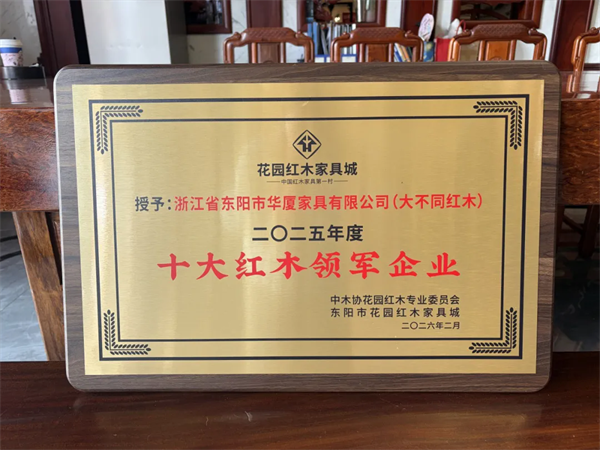 花园红木家具城
中国红木家具第一村
授予:浙江省东阳市华厦家具有限公司(大不同红木)
二〇二五年度
十大红木领军企业
中木协花园红木专业委员会
东阳市花园红木家具城
二〇二六年二月